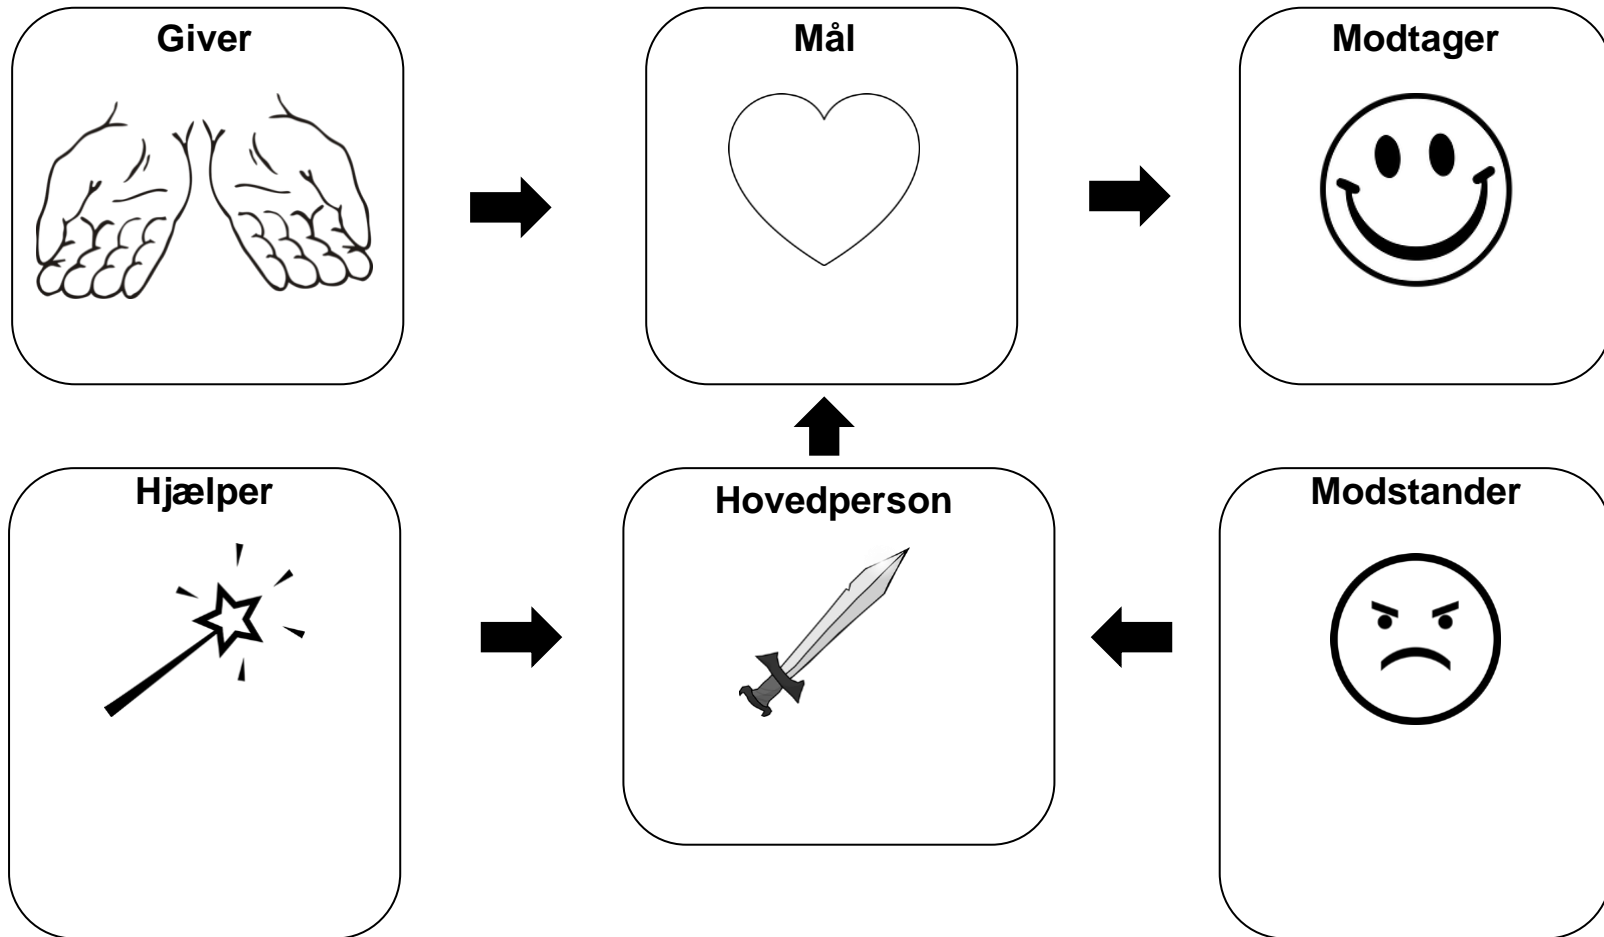 Giver
Mål
Modtager
Hjælper
Hovedperson
Modstander